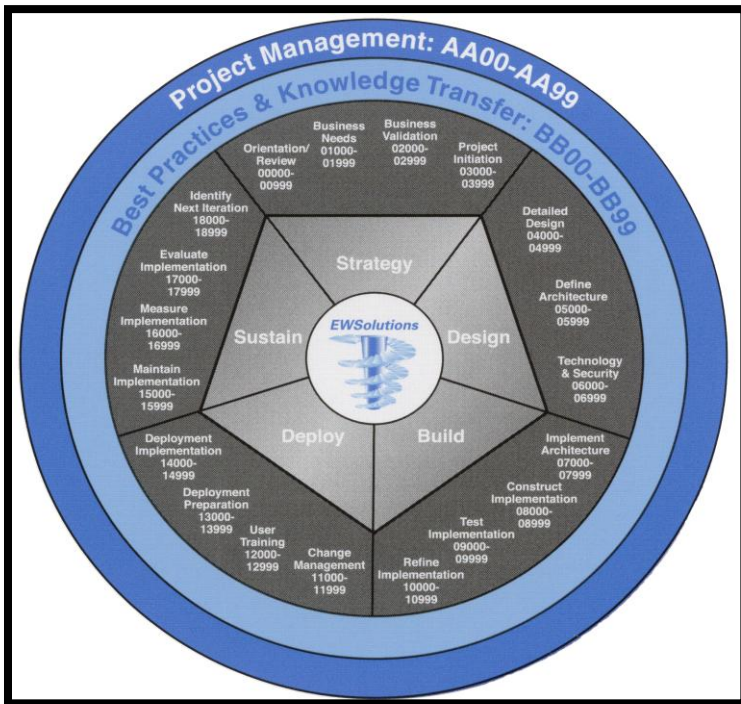 Project Management: AA00-AA99
Best Practices & Knowledge Transfer: BB00-BB99
Orientation/
Review
00000-
00999
Business
Needs
01000-
01999
Business
Validation
02000-
02999
Project
Initiation
03000-
03999
Detailed
Design
04000-
04999
Define
Architecture
05000-
05999
Technology
& Security
06000-
06999
Implement
Architecture
07000-
07999
Construct
Implementation
08000-
08999
Test
Implementation
09000-
09999
Refine
Implementation
10000-
10999
Change
Management
11000-
11999
User
Training
12000-
12999
Deployment
Preparation
13000-
13999
Deployment
Implementation
14000-
14999
Maintain
Implementation
15000-
15999
Measure
Implementation
16000-
16999
Evaluate
Implementation
17000-
17999
Identify
Next Iteration
18000-
18999
Strategy
Design
Build
Deploy
Sustain
EWSolutions